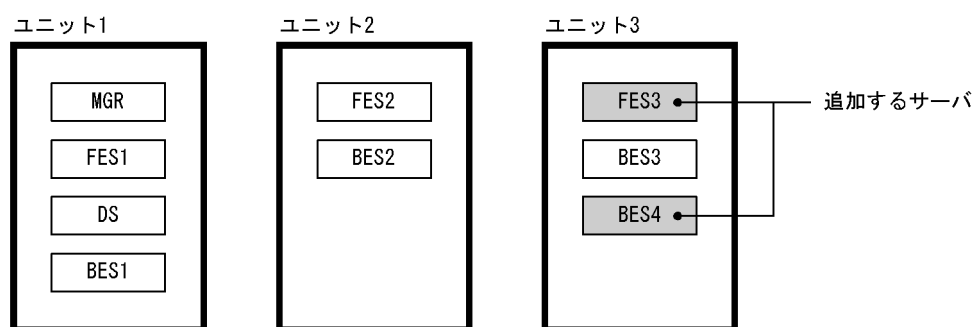 ユニット1
MGR
FES1
DS
BES1
ユニット2
FES2
BES2
ユニット3
FES3
BES3
BES4
追加するサーバ